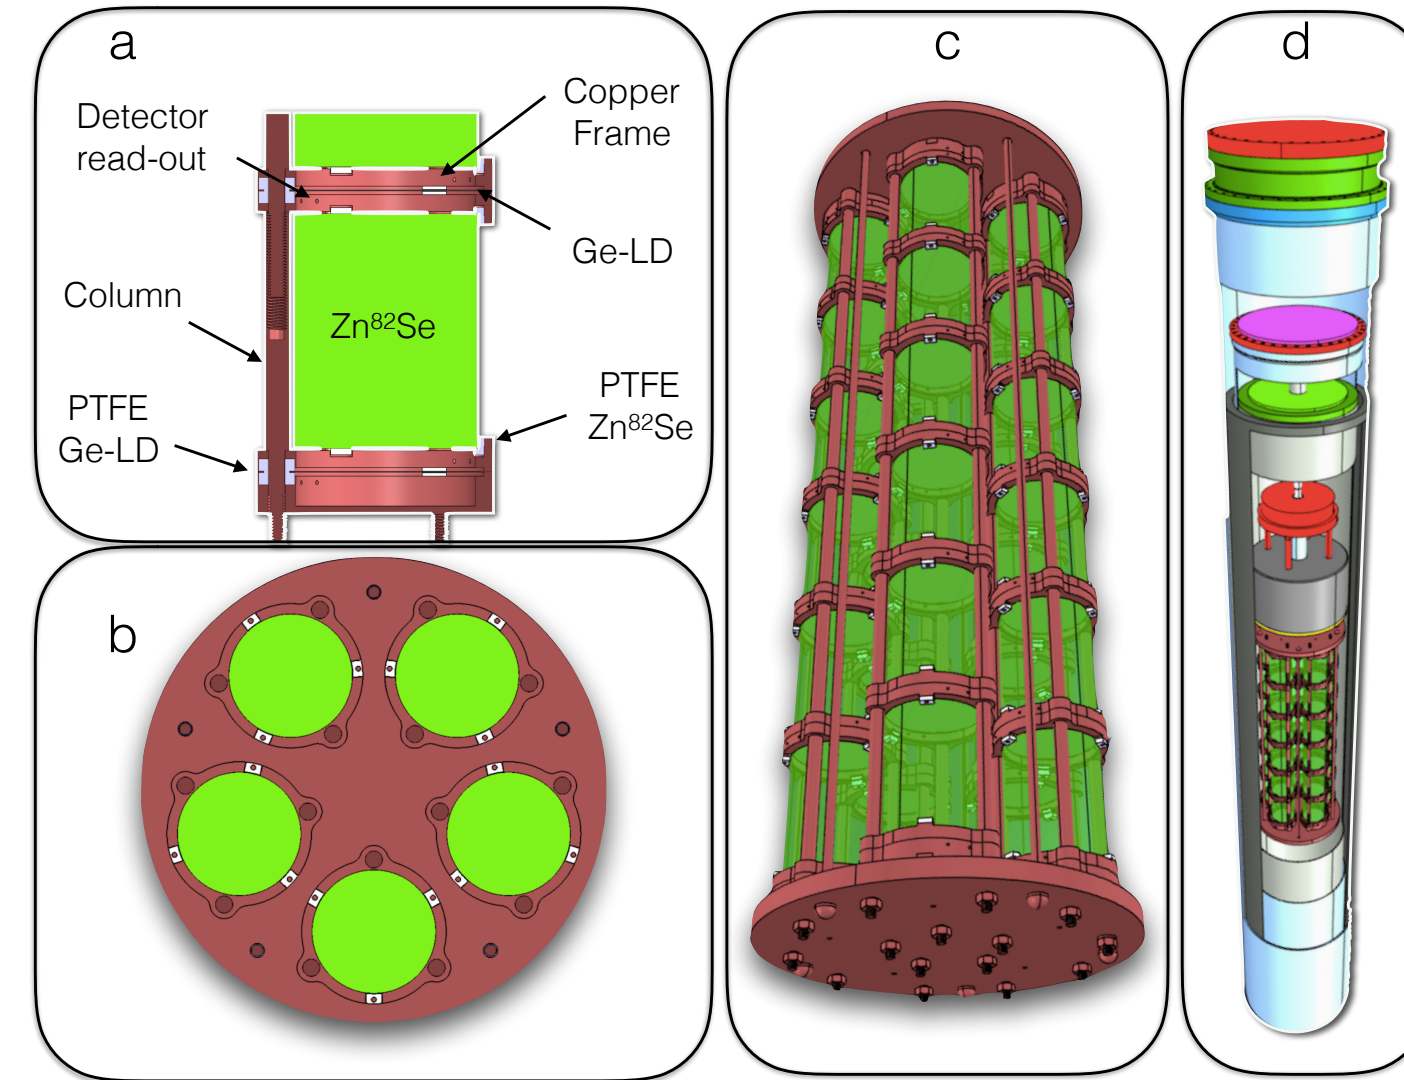 a
Detector
read-out
Copper
Frame
Ge-LD
Column
Zn⁸²Se
PTFE
Ge-LD
PTFE
Zn⁸²Se
b
c
d